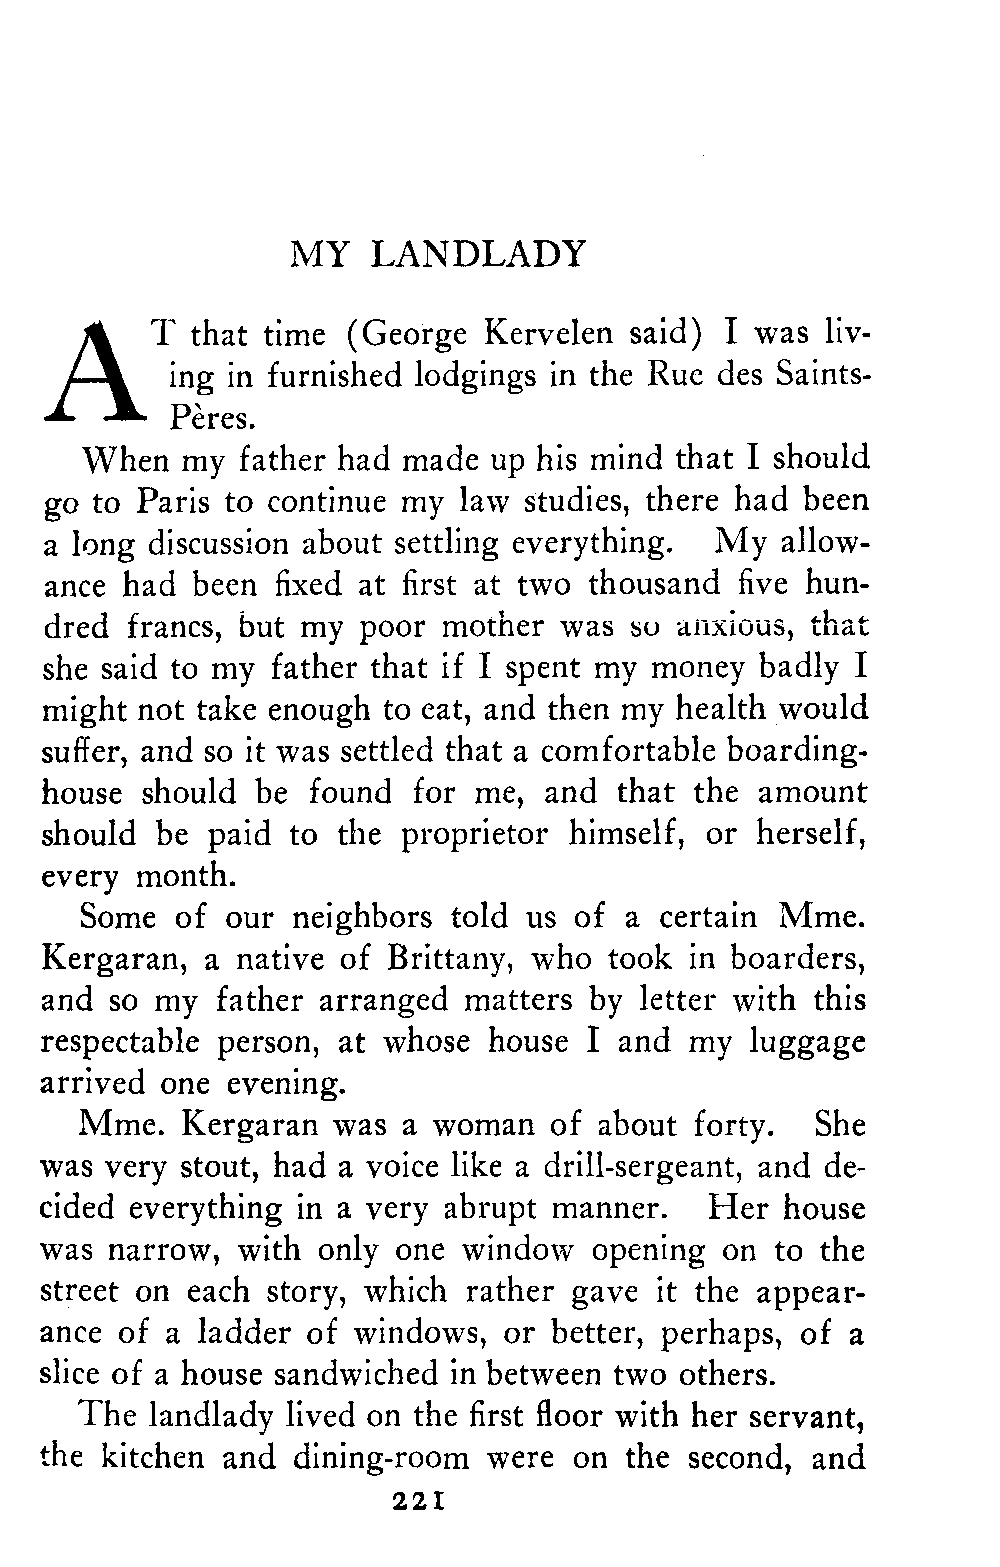 MY LANDLADY
AT that time (George Kervelen said) I was liv-
ing in furnished lodgings in the Rue des Saints-
Pères.
When my father had made up his mind that I should
go to Paris to continue my law studies, there had been
a long discussion about settling everything. My allow-
ance had been fixed at first at two thousand five hun-
dred francs, but my poor mother was so anxious, that
she said to my father that if I spent my money badly I
might not take enough to eat, and then my health would
suffer, and so it was settled that a comfortable boarding-
house should be found for me, and that the amount
should be paid to the proprietor himself, or herself,
every month.
Some of our neighbors told us of a certain Mme.
Kergaran, a native of Brittany, who took in boarders,
and so my father arranged matters by letter with this
respectable person, at whose house I and my luggage
arrived one evening.
Mme. Kergaran was a woman of about forty. She
was very stout, had a voice like a drill-sergeant, and de-
cided everything in a very abrupt manner. Her house
was narrow, with only one window opening on to the
street on each story, which rather gave it the appear-
ance of a ladder of windows, or better, perhaps, of a
slice of a house sandwiched in between two others.
The landlady lived on the first floor with her servant,
the kitchen and dining-room were on the second, and
221